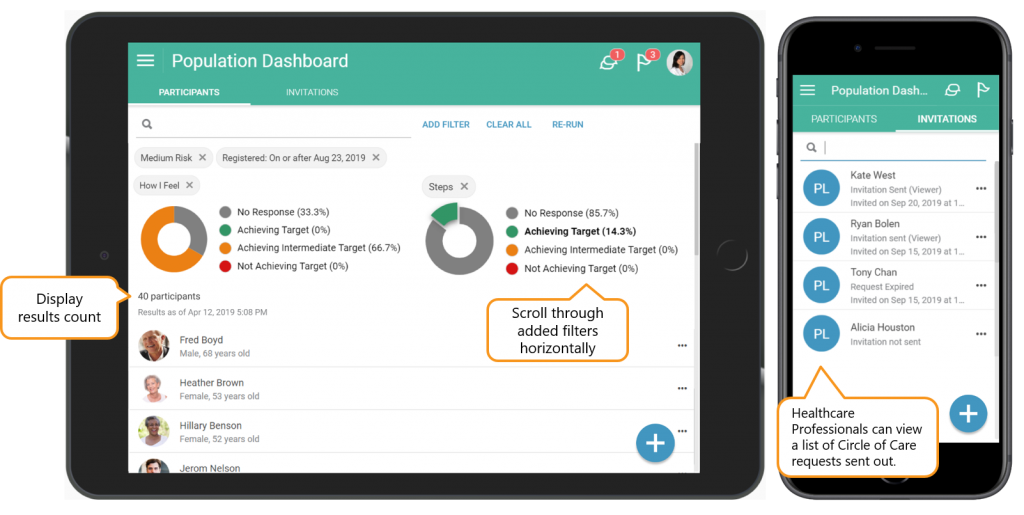 Population Dashboard
1
3
PARTICIPANTS
INVITATIONS
ADD FILTER
CLEAR ALL
RE-RUN
Medium Risk ✕
Registered: On or after Aug 23, 2019 ✕
How I Feel ✕
No Response (33.3%)
Achieving Target (0%)
Achieving Intermediate Target (66.7%)
Not Achieving Target (0%)
Steps ✕
No Response (85.7%)
Achieving Target (14.3%)
Achieving Intermediate Target (0%)
Not Achieving Target (0%)
Display
results count
40 participants
Results as of Apr 12, 2019 5:08 PM
Scroll through
added filters
horizontally
Fred Boyd
Male, 68 years old
Heather Brown
Female, 53 years old
Hillary Benson
Female, 52 years old
Jerom Nelson
Population Dash...
PARTICIPANTS
INVITATIONS
PL
Kate West
Invitation Sent (Viewer)
Invited on Sep 20, 2019 at 1...
PL
Ryan Bolen
Invitation sent (Viewer)
Invited on Sep 15, 2019 at 1...
PL
Tony Chan
Request Expired
Invited on Sep 15, 2019 at 1...
PL
Alicia Houston
Invitation not sent
Healthcare
Professionals can view
a list of Circle of Care
requests sent out.